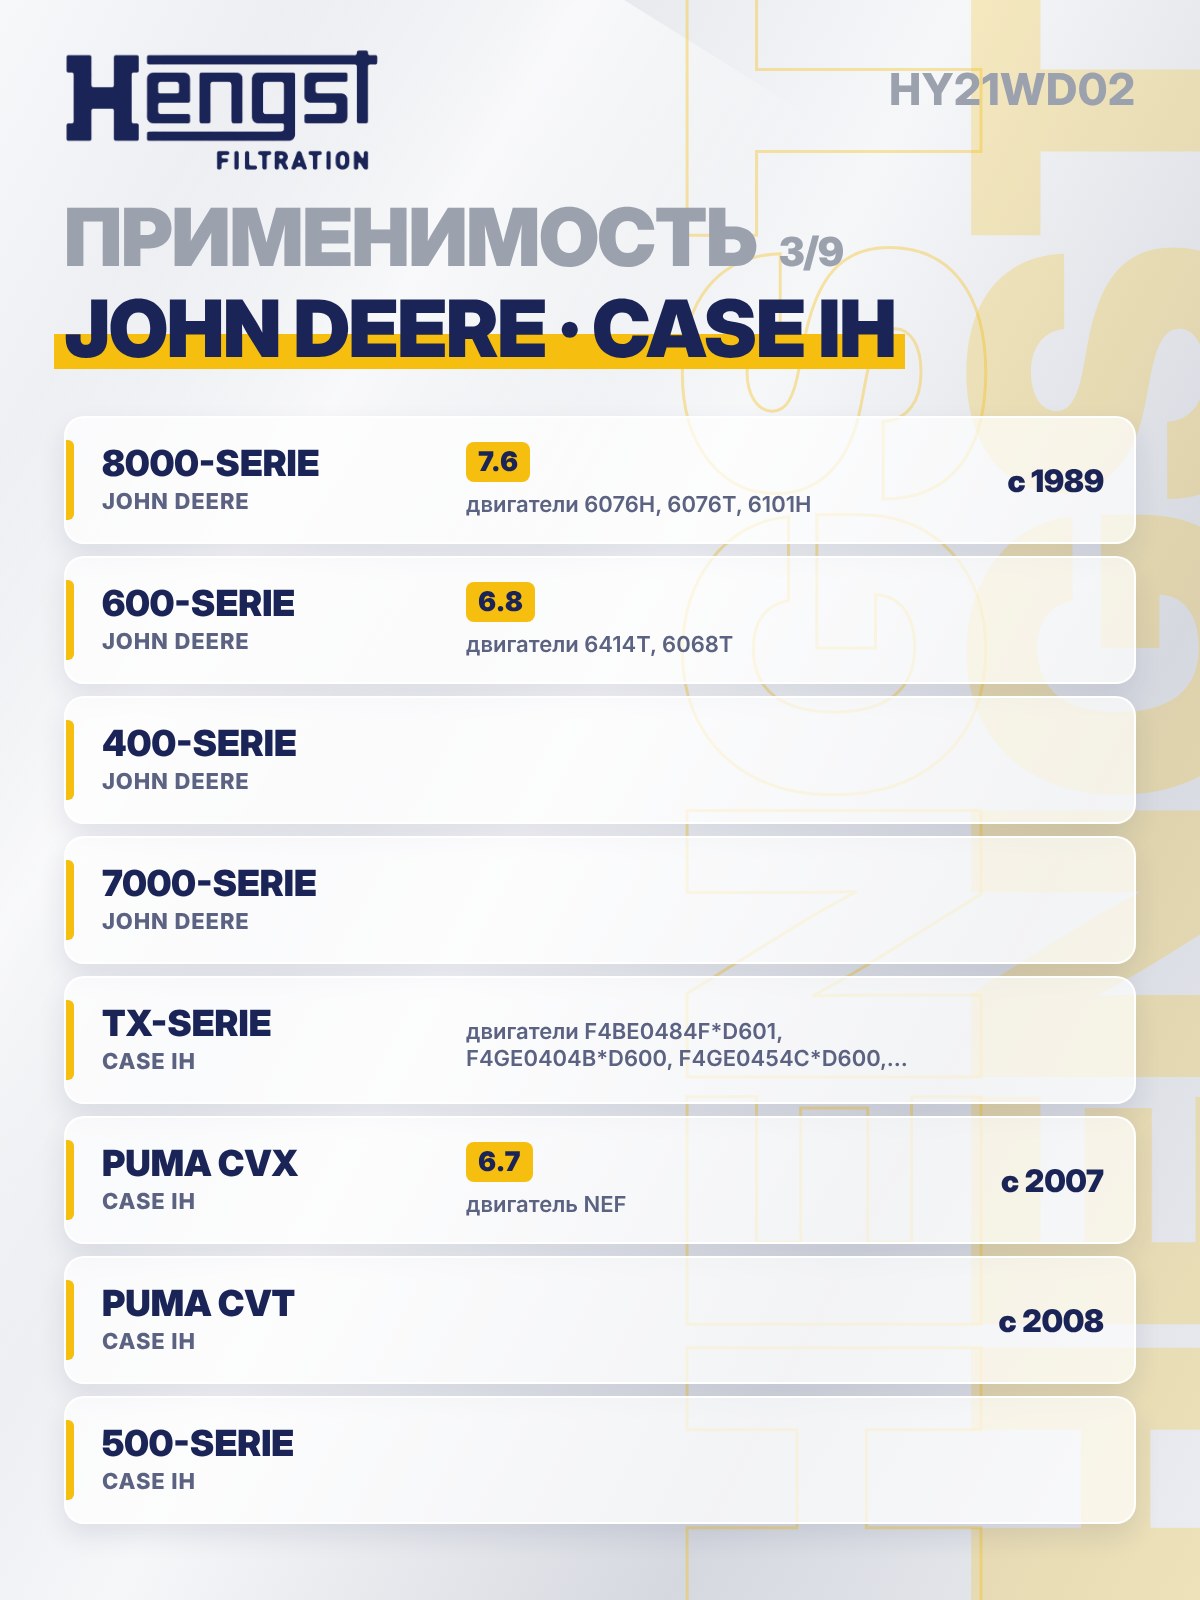 Hengst
FILTRATION
HY21WD02
ПРИМЕНИМОСТЬ 3/9
JOHN DEERE · CASE IH
8000-SERIE
JOHN DEERE
7.6
двигатели 6076H, 6076T, 6101H
с 1989
600-SERIE
JOHN DEERE
6.8
двигатели 6414T, 6068T
400-SERIE
JOHN DEERE
7000-SERIE
JOHN DEERE
TX-SERIE
CASE IH
двигатели F4BE0484F*D601,
F4GE0404B*D600, F4GE0454C*D600,...
PUMA CVX
CASE IH
6.7
двигатель NEF
с 2007
PUMA CVT
CASE IH
с 2008
500-SERIE
CASE IH
HENGST
HENGST